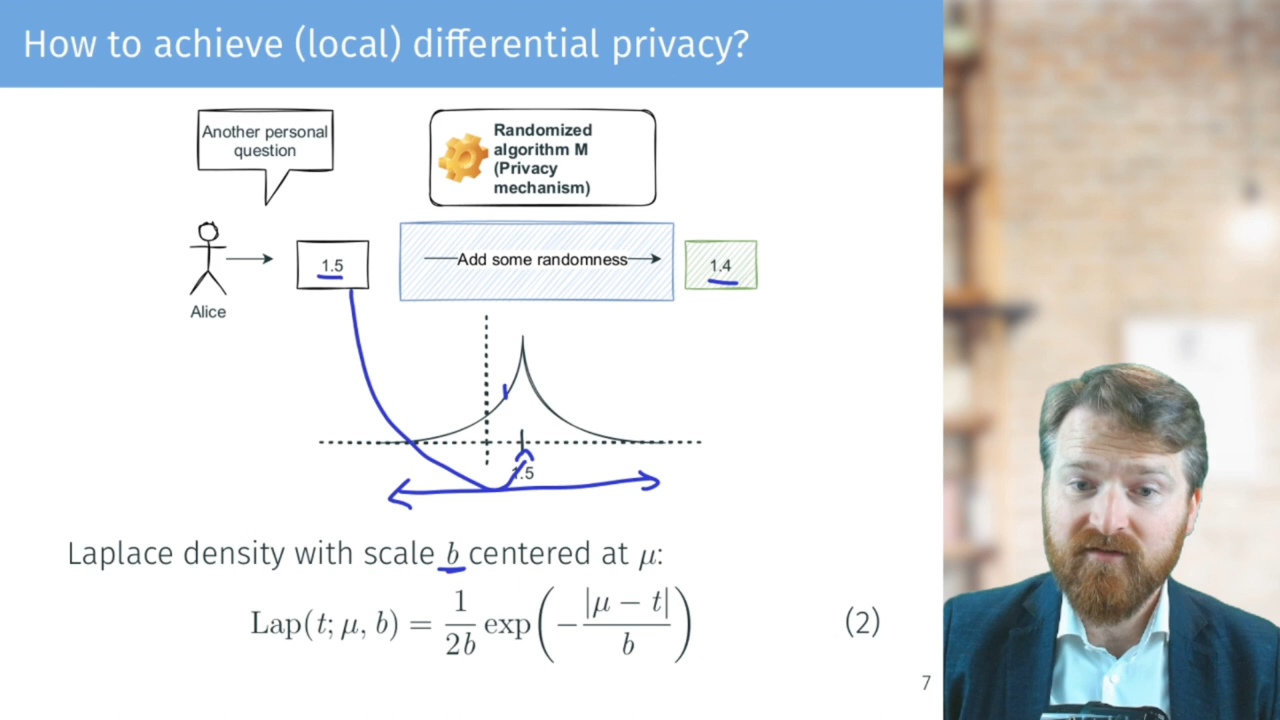 How to achieve (local) differential privacy?
Another personal
question
Randomized
algorithm M
(Privacy
mechanism)
1.5
Add some randomness
1.4
Alice
1.5
Laplace density with scale b centered at μ:
Lap(t; μ, b) = 1/2b exp(−|μ − t|/b) (2)
7